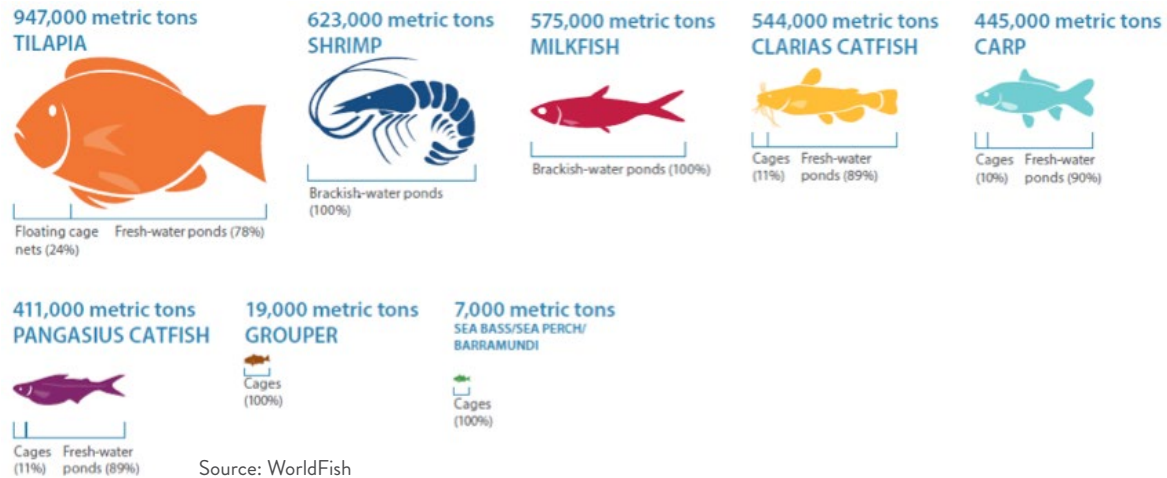 947,000 metric tons
TILAPIA
Floating cage
nets (24%)
Fresh-water ponds (78%)
623,000 metric tons
SHRIMP
Brackish-water ponds
(100%)
575,000 metric tons
MILKFISH
Brackish-water ponds (100%)
544,000 metric tons
CLARIAS CATFISH
Cages
(11%)
Fresh-water
ponds (89%)
445,000 metric tons
CARP
Cages
(10%)
Fresh-water
ponds (90%)
411,000 metric tons
PANGASIUS CATFISH
Cages
(11%)
Fresh-water
ponds (89%)
19,000 metric tons
GROUPER
Cages
(100%)
7,000 metric tons
SEA BASS/SEA PERCH/
BARRAMUNDI
Cages
(100%)
Source: WorldFish